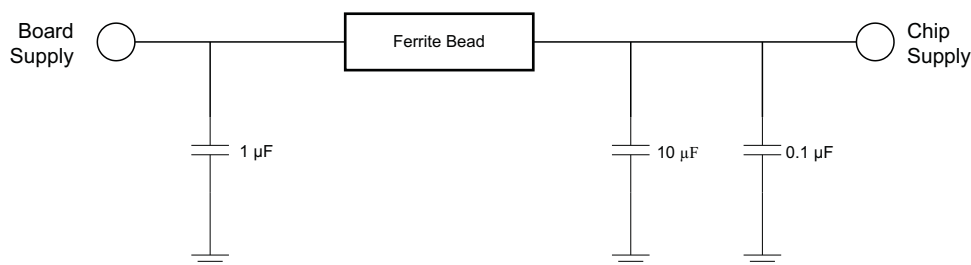 Board
Supply
Ferrite Bead
Chip
Supply
1 µF
10 µF
0.1 µF